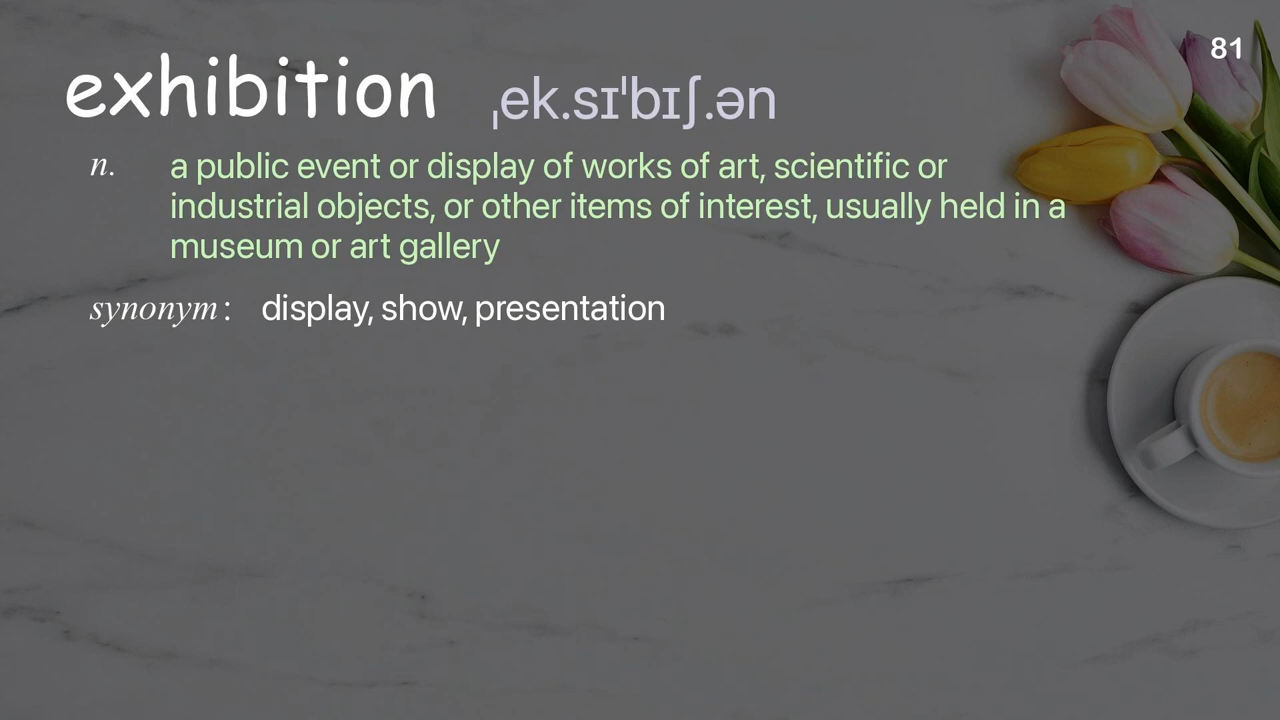 81
exhibition ˌek.sɪˈbɪʃ.ən
n. a public event or display of works of art, scientific or
industrial objects, or other items of interest, usually held in a
museum or art gallery
synonym : display, show, presentation